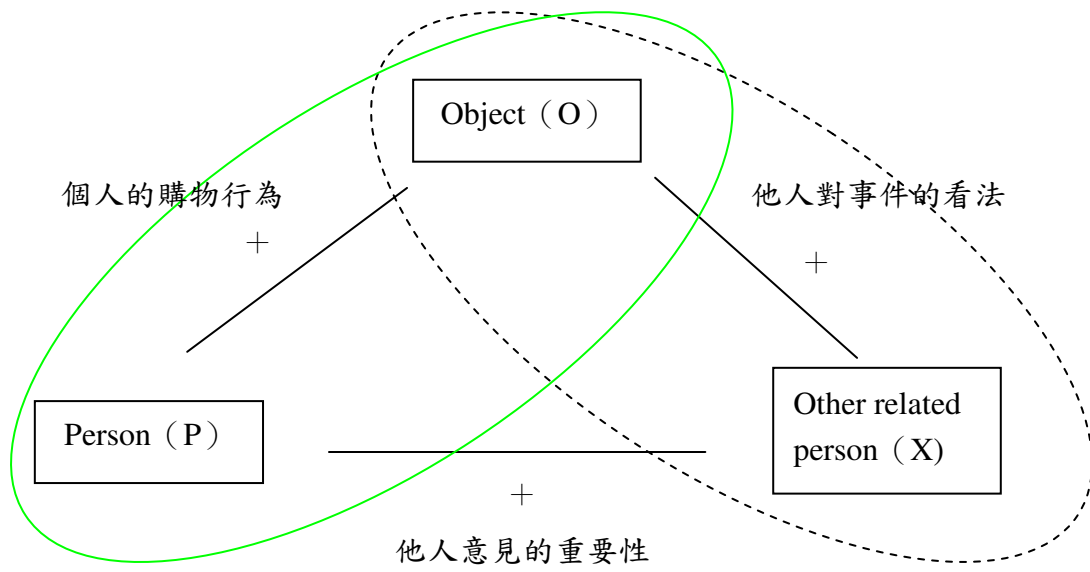 Object（O）
個人的購物行為
他人對事件的看法
＋
＋
Person（P）
Other related
person（X)
＋
他人意見的重要性